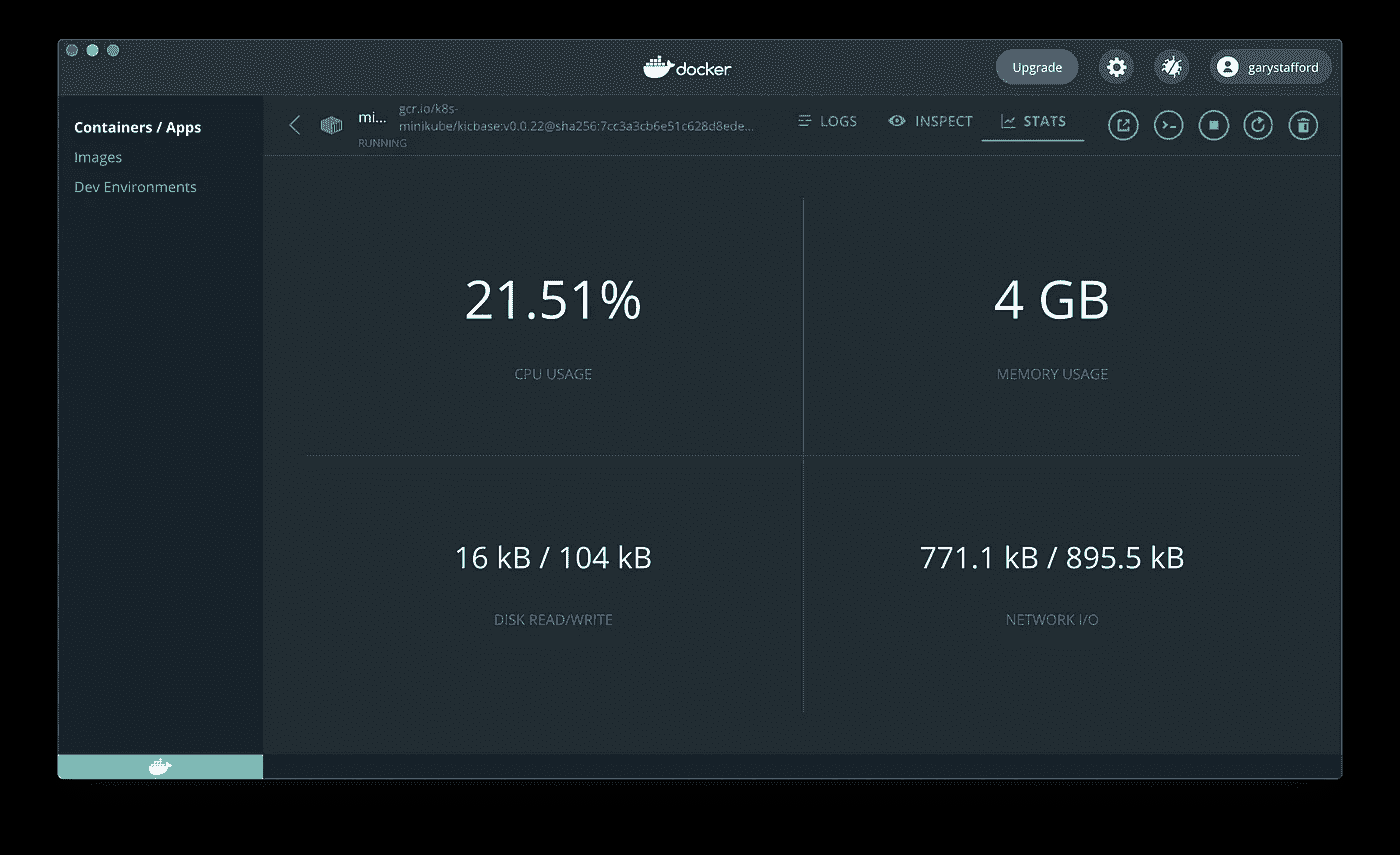 docker
Upgrade
garystafford
Containers / Apps
Images
Dev Environments
mi...
gcr.io/k8s-
minikube/kicbase:v0.0.22@sha256:7cc3a3cb6e51c628d8ede...
RUNNING
LOGS
INSPECT
STATS
21.51%
CPU USAGE
4 GB
MEMORY USAGE
16 kB / 104 kB
DISK READ/WRITE
771.1 kB / 895.5 kB
NETWORK I/O